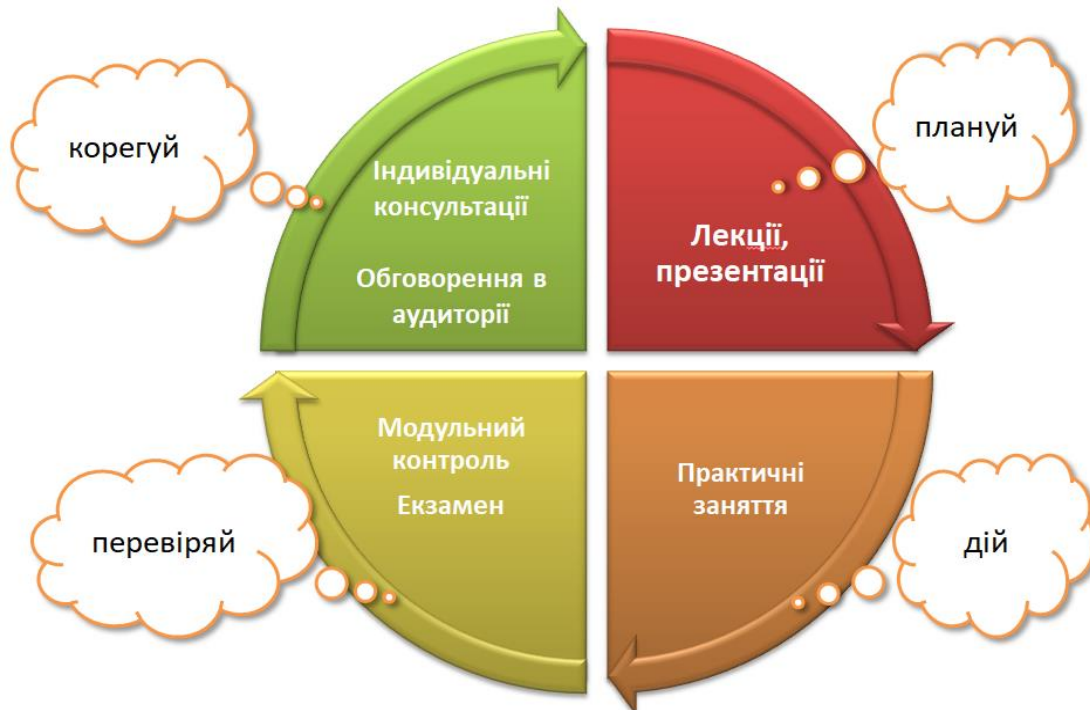 корегуй
Індивідуальні
консультації
Обговорення в
аудиторії
плануй
Лекції,
презентації
перевіряй
Модульний
контроль
Екзамен
Практичні
заняття
дій